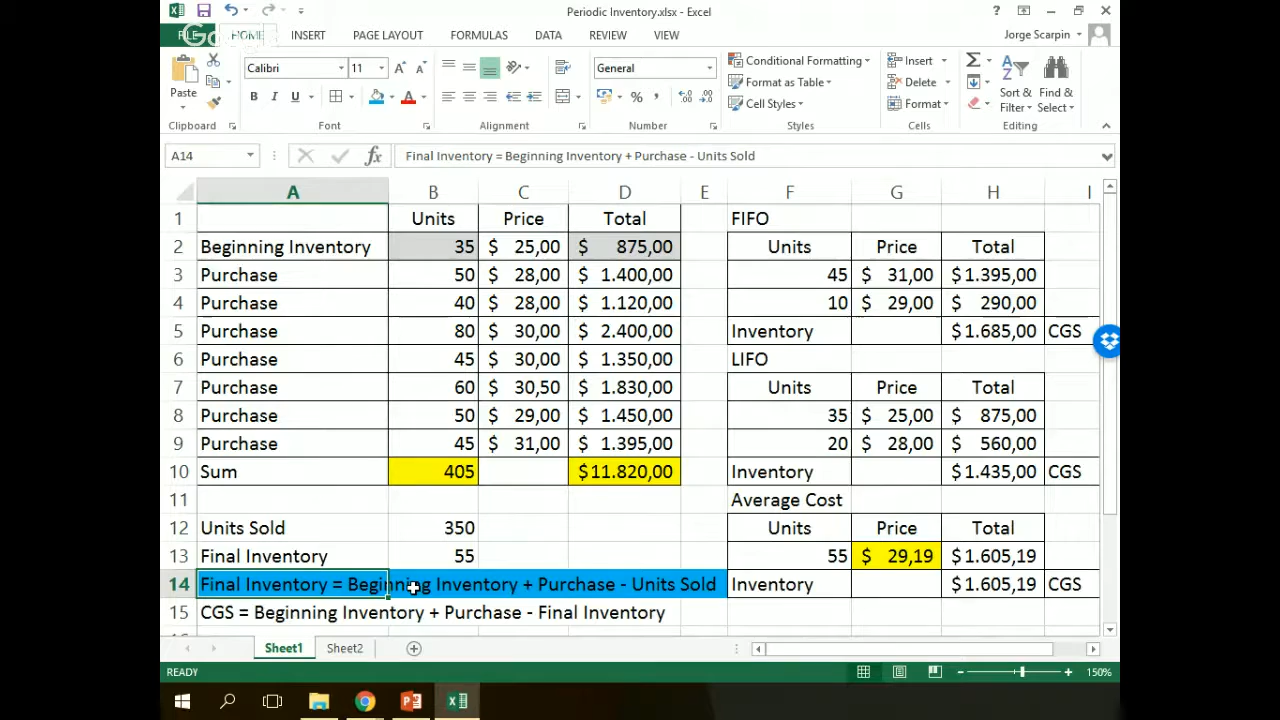 Periodic Inventory.xlsx - Excel
?
FILE HOME INSERT PAGE LAYOUT FORMULAS DATA REVIEW VIEW Jorge Scarpin
Calibri 11 General Conditional Formatting Insert
Paste Format as Table Delete Sort & Find &
B I U A % Cell Styles Format Filter Select
Clipboard Font Alignment Number Styles Cells Editing
A14 fx Final Inventory = Beginning Inventory + Purchase - Units Sold
A B C D E F G H I
1 Units Price Total FIFO
2 Beginning Inventory 35 $ 25,00 $ 875,00 Units Price Total
3 Purchase 50 $ 28,00 $ 1.400,00 45 $ 31,00 $1.395,00
4 Purchase 40 $ 28,00 $ 1.120,00 10 $ 29,00 $ 290,00
5 Purchase 80 $ 30,00 $ 2.400,00 Inventory $1.685,00 CGS
6 Purchase 45 $ 30,00 $ 1.350,00 LIFO
7 Purchase 60 $ 30,50 $ 1.830,00 Units Price Total
8 Purchase 50 $ 29,00 $ 1.450,00 35 $ 25,00 $ 875,00
9 Purchase 45 $ 31,00 $ 1.395,00 20 $ 28,00 $ 560,00
10 Sum 405 $11.820,00 Inventory $1.435,00 CGS
11 Average Cost
12 Units Sold 350 Units Price Total
13 Final Inventory 55 55 $ 29,19 $1.605,19
14 Final Inventory = Beginning Inventory + Purchase - Units Sold Inventory $1.605,19 CGS
15 CGS = Beginning Inventory + Purchase - Final Inventory
Sheet1 Sheet2
READY 150%